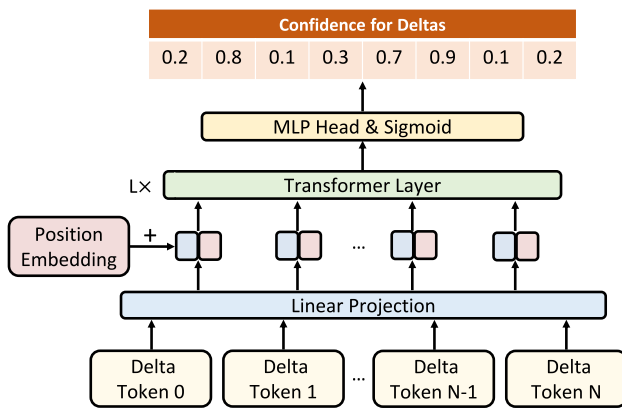 Confidence for Deltas
0.2 0.8 0.1 0.3 0.7 0.9 0.1 0.2
MLP Head & Sigmoid
L× Transformer Layer
Position
Embedding
+
...
Linear Projection
Delta
Token 0
Delta
Token 1
...
Delta
Token N-1
Delta
Token N